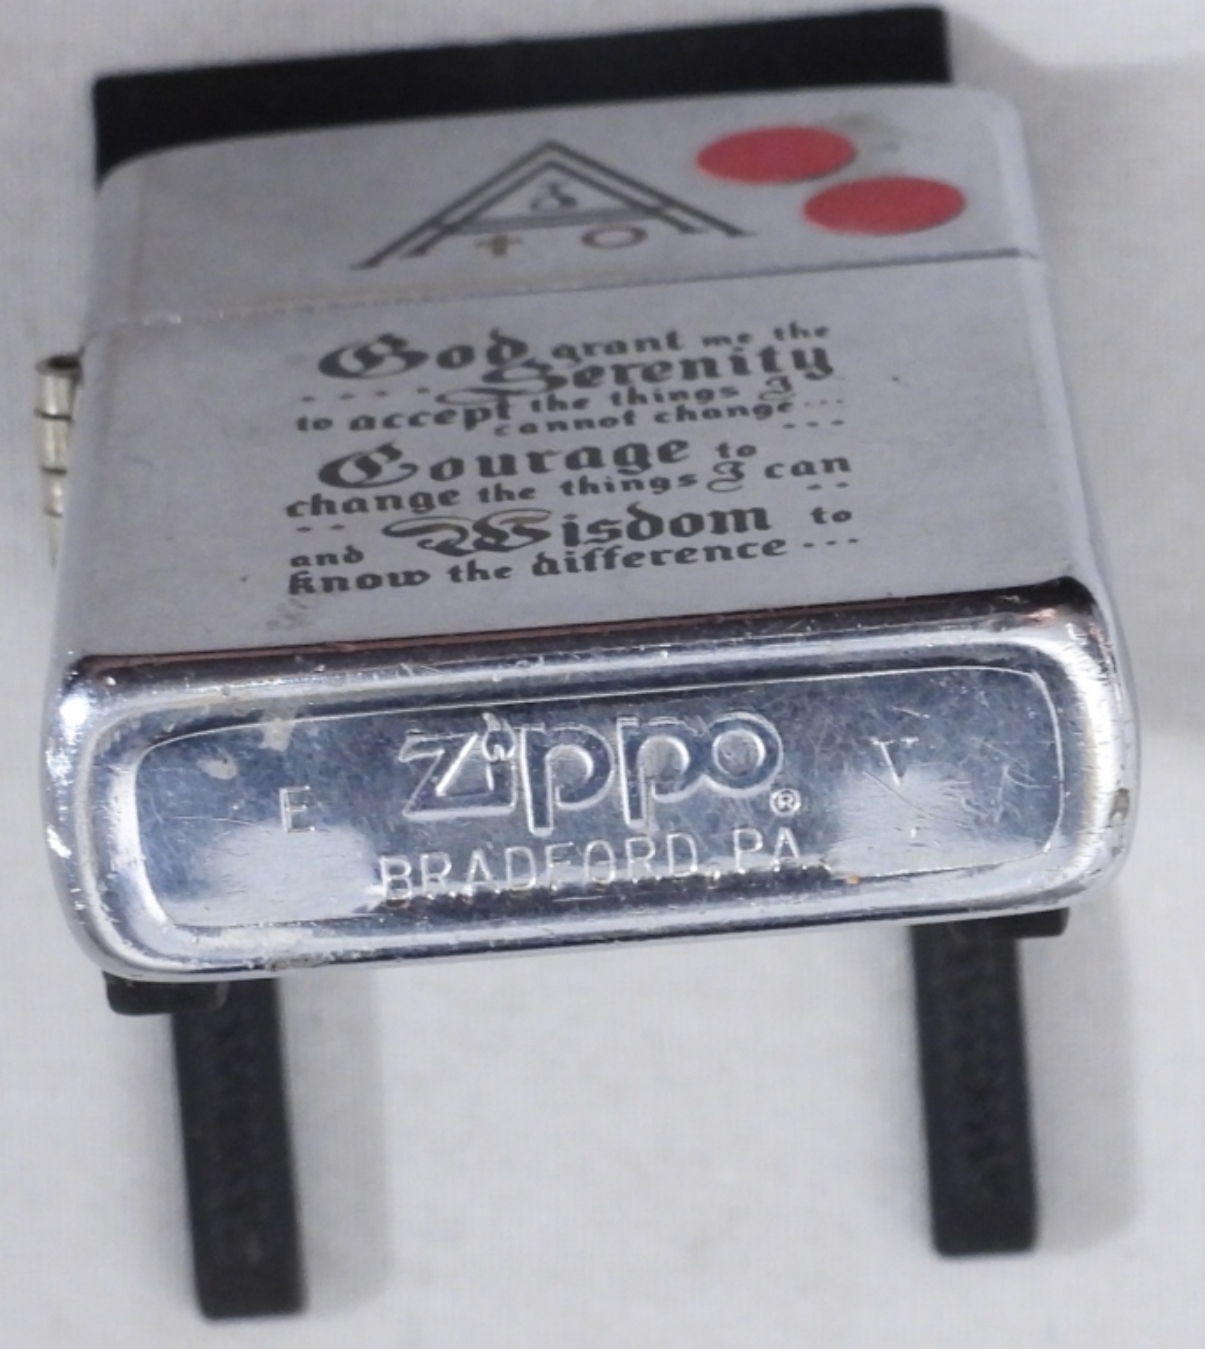 God grant me the
.... Serenity
to accept the things I
cannot change...
...
Courage to
change the things I can
.. ..
and Wisdom to
know the difference...
E zippo® V
BRADFORD, PA.